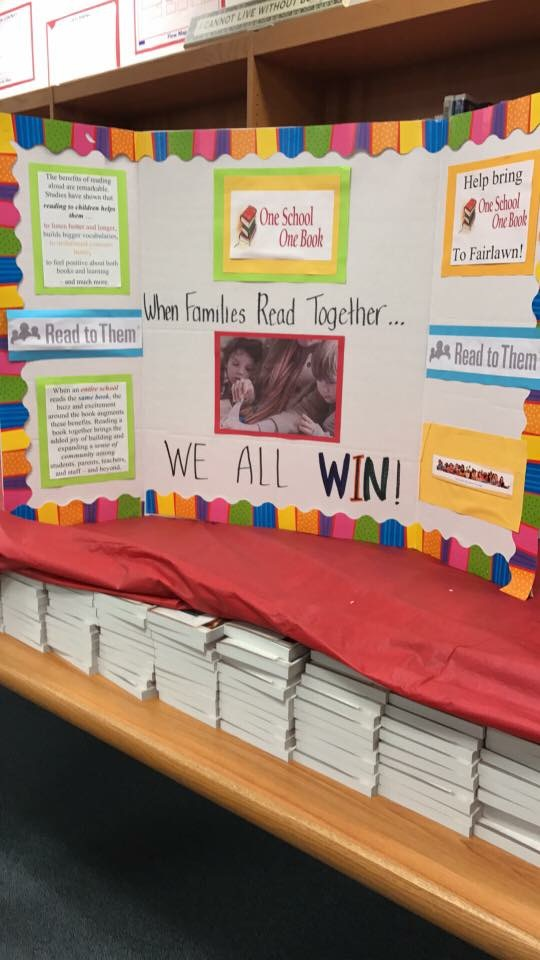 I CANNOT LIVE WITHOUT BO
The benefits of reading
aloud are remarkable.
Studies have shown that
reading to children helps
them ...
to listen better and longer,
builds bigger vocabularies,
to understand concepts
better,
to feel positive about both
books and learning
- and much more.
Read to Them
When an entire school
reads the same book, the
buzz and excitement
around the book augments
these benefits. Reading a
book together brings the
added joy of building and
expanding a sense of
community among
students, parents, teachers,
and staff - and beyond.
One School
One Book
When Families Read Together...
WE ALL WIN!
Help bring
One School
One Book
To Fairlawn!
Read to Them